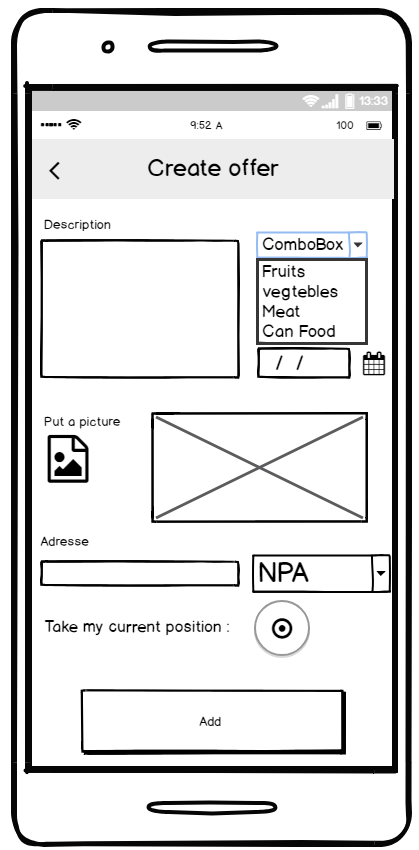 13:33
9:52 A
100
Create offer
Description
ComboBox
Fruits
vegtebles
Meat
Can Food
/ /
Put a picture
Adresse
NPA
Take my current position :
Add